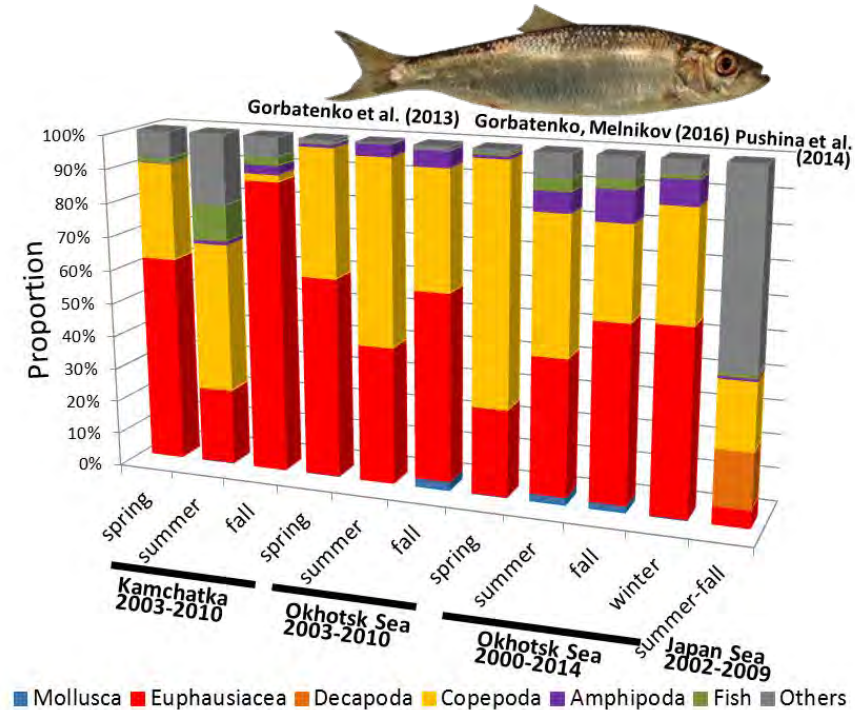 Gorbatenko et al. (2013)
Gorbatenko, Melnikov (2016)
Pushina et al.
(2014)
Proportion
100%
90%
80%
70%
60%
50%
40%
30%
20%
10%
0%
spring
summer
fall
spring
summer
fall
spring
summer
fall
winter
summer-fall
Kamchatka
2003-2010
Okhotsk Sea
2003-2010
Okhotsk Sea
2000-2014
Japan Sea
2002-2009
Mollusca Euphausiacea Decapoda Copepoda Amphipoda Fish Others